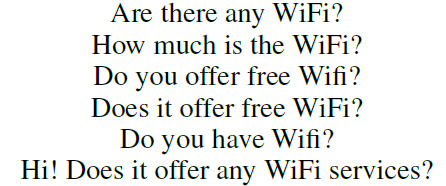 Are there any WiFi?
How much is the WiFi?
Do you offer free Wifi?
Does it offer free WiFi?
Do you have Wifi?
Hi! Does it offer any WiFi services?